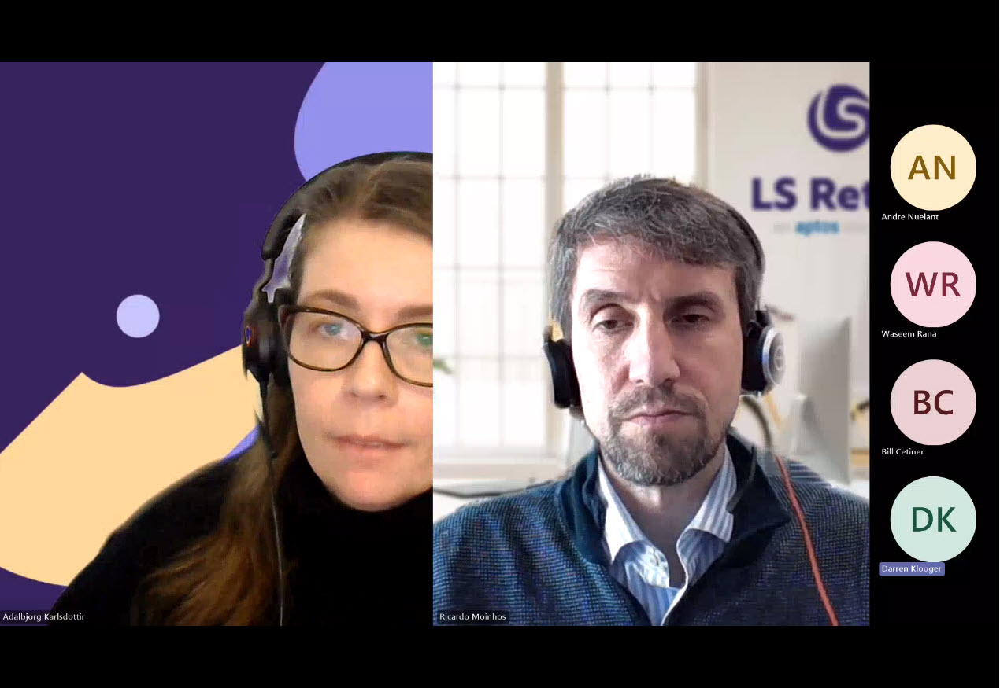 LS Ret
aptos
AN
Andre Nuelant
WR
Waseem Rana
BC
Bill Cetiner
DK
Darren Klooger
Adalbjorg Karlsdottir
Ricardo Moinhos